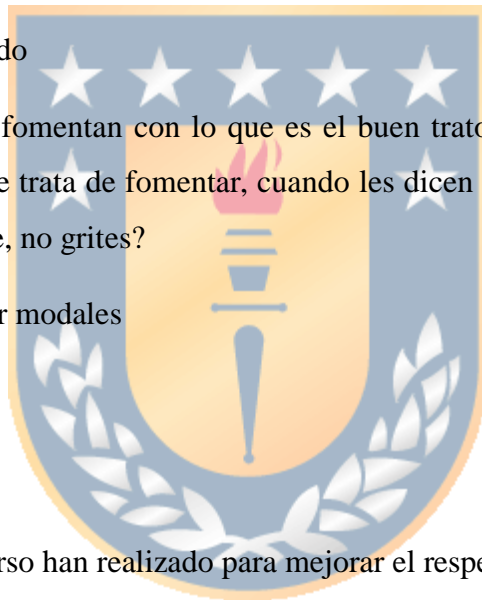 do
fomentan con lo que es el buen trato
e trata de fomentar, cuando les dicen
e, no grites?
r modales
rso han realizado para mejorar el respe